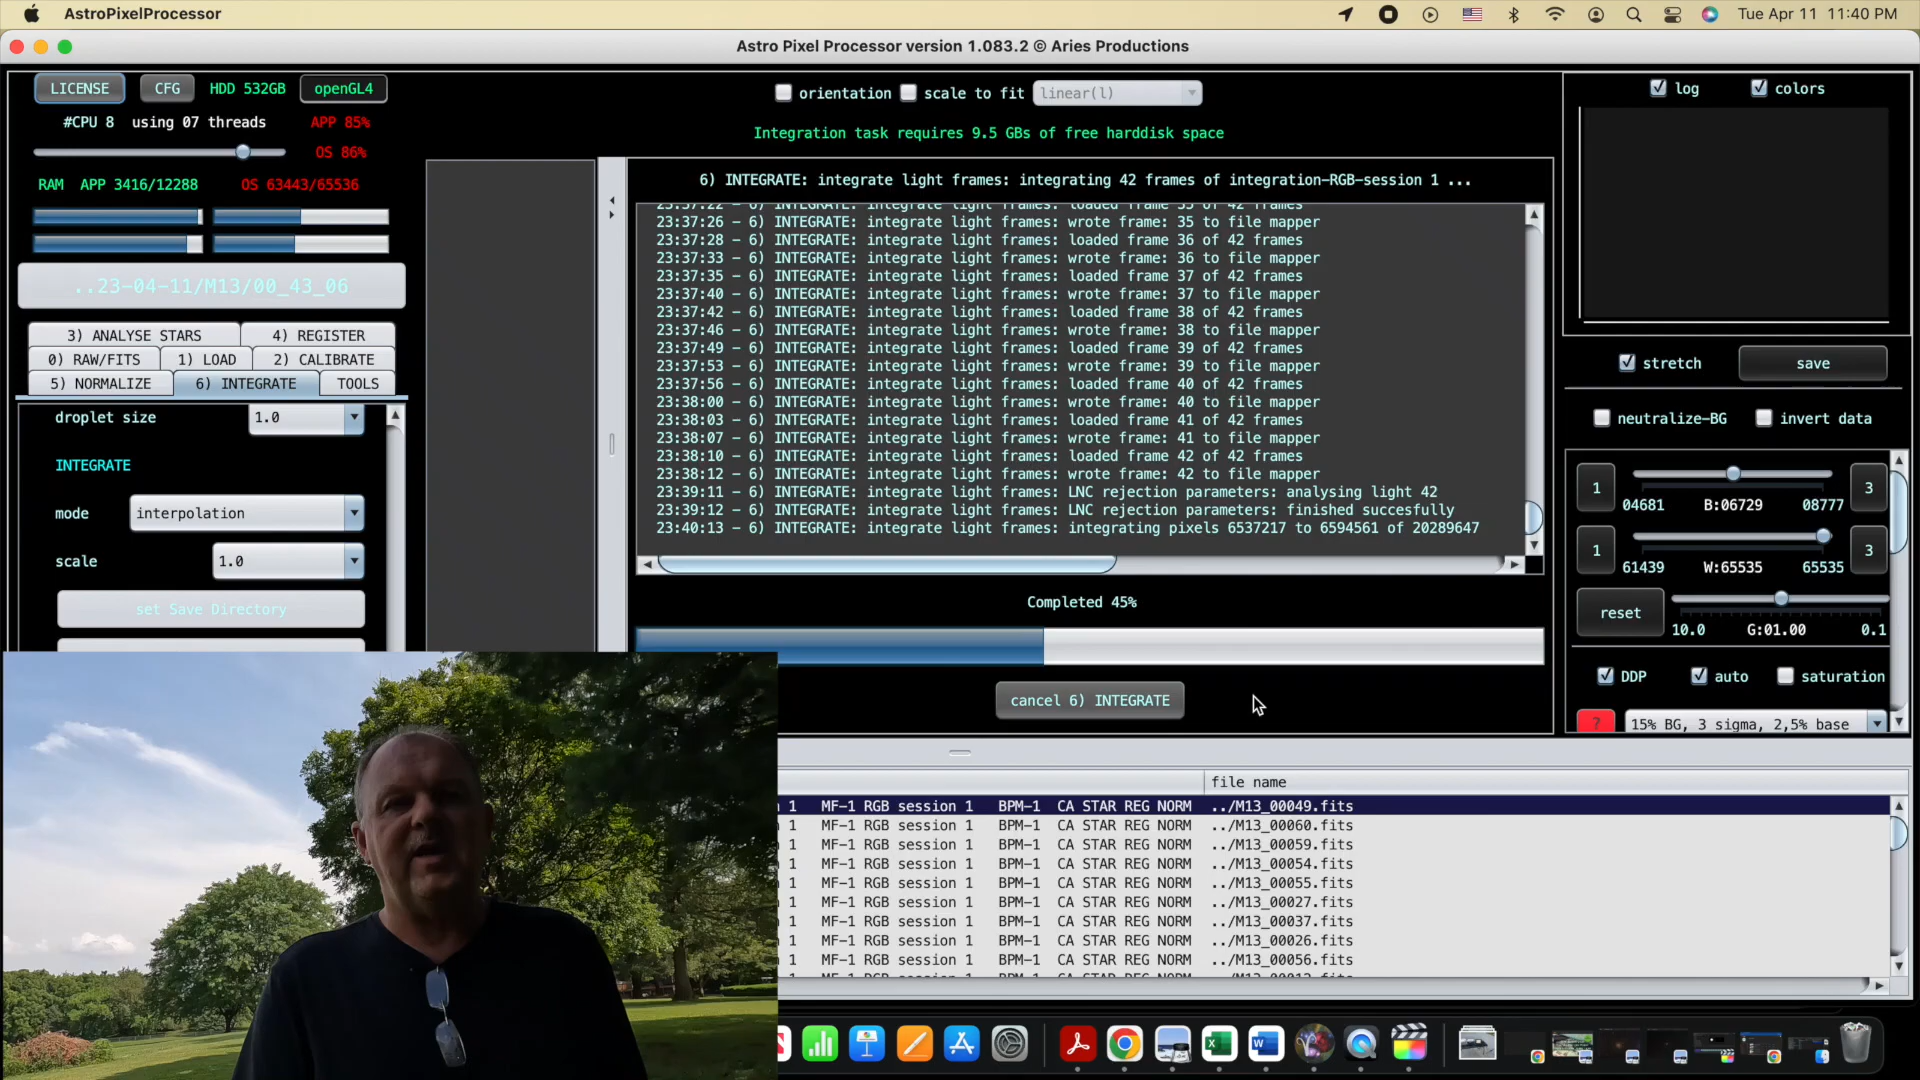 AstroPixelProcessor
Tue Apr 11 11:40 PM
Astro Pixel Processor version 1.083.2 © Aries Productions
LICENSE CFG HDD 532GB openGL4
#CPU 8 using 07 threads APP 85%
OS 86%
RAM APP 3416/12288 OS 63443/65536
..23-04-11/M13/00_43_06
3) ANALYSE STARS 4) REGISTER
0) RAW/FITS 1) LOAD 2) CALIBRATE
5) NORMALIZE 6) INTEGRATE TOOLS
droplet size 1.0
INTEGRATE
mode interpolation
scale 1.0
set Save Directory
orientation scale to fit linear(l)
Integration task requires 9.5 GBs of free harddisk space
6) INTEGRATE: integrate light frames: integrating 42 frames of integration-RGB-session 1 ...
23:37:22 - 6) INTEGRATE: integrate light frames: loaded frame 35 of 42 frames
23:37:26 - 6) INTEGRATE: integrate light frames: wrote frame: 35 to file mapper
23:37:28 - 6) INTEGRATE: integrate light frames: loaded frame 36 of 42 frames
23:37:33 - 6) INTEGRATE: integrate light frames: wrote frame: 36 to file mapper
23:37:35 - 6) INTEGRATE: integrate light frames: loaded frame 37 of 42 frames
23:37:40 - 6) INTEGRATE: integrate light frames: wrote frame: 37 to file mapper
23:37:42 - 6) INTEGRATE: integrate light frames: loaded frame 38 of 42 frames
23:37:46 - 6) INTEGRATE: integrate light frames: wrote frame: 38 to file mapper
23:37:49 - 6) INTEGRATE: integrate light frames: loaded frame 39 of 42 frames
23:37:53 - 6) INTEGRATE: integrate light frames: wrote frame: 39 to file mapper
23:37:56 - 6) INTEGRATE: integrate light frames: loaded frame 40 of 42 frames
23:38:00 - 6) INTEGRATE: integrate light frames: wrote frame: 40 to file mapper
23:38:03 - 6) INTEGRATE: integrate light frames: loaded frame 41 of 42 frames
23:38:07 - 6) INTEGRATE: integrate light frames: wrote frame: 41 to file mapper
23:38:10 - 6) INTEGRATE: integrate light frames: loaded frame 42 of 42 frames
23:38:12 - 6) INTEGRATE: integrate light frames: wrote frame: 42 to file mapper
23:39:11 - 6) INTEGRATE: integrate light frames: LNC rejection parameters: analysing light 42
23:39:12 - 6) INTEGRATE: integrate light frames: LNC rejection parameters: finished succesfully
23:40:13 - 6) INTEGRATE: integrate light frames: integrating pixels 6537217 to 6594561 of 20289647
Completed 45%
cancel 6) INTEGRATE
log colors
stretch save
neutralize-BG invert data
1 04681 B:06729 08777 3
1 61439 W:65535 65535 3
reset 10.0 G:01.00 0.1
DDP auto saturation
? 15% BG, 3 sigma, 2,5% base
file name
1 MF-1 RGB session 1 BPM-1 CA STAR REG NORM ../M13_00049.fits
1 MF-1 RGB session 1 BPM-1 CA STAR REG NORM ../M13_00060.fits
1 MF-1 RGB session 1 BPM-1 CA STAR REG NORM ../M13_00059.fits
1 MF-1 RGB session 1 BPM-1 CA STAR REG NORM ../M13_00054.fits
1 MF-1 RGB session 1 BPM-1 CA STAR REG NORM ../M13_00055.fits
1 MF-1 RGB session 1 BPM-1 CA STAR REG NORM ../M13_00027.fits
1 MF-1 RGB session 1 BPM-1 CA STAR REG NORM ../M13_00037.fits
1 MF-1 RGB session 1 BPM-1 CA STAR REG NORM ../M13_00026.fits
1 MF-1 RGB session 1 BPM-1 CA STAR REG NORM ../M13_00056.fits
1 MF-1 RGB session 1 BPM-1 CA STAR REG NORM